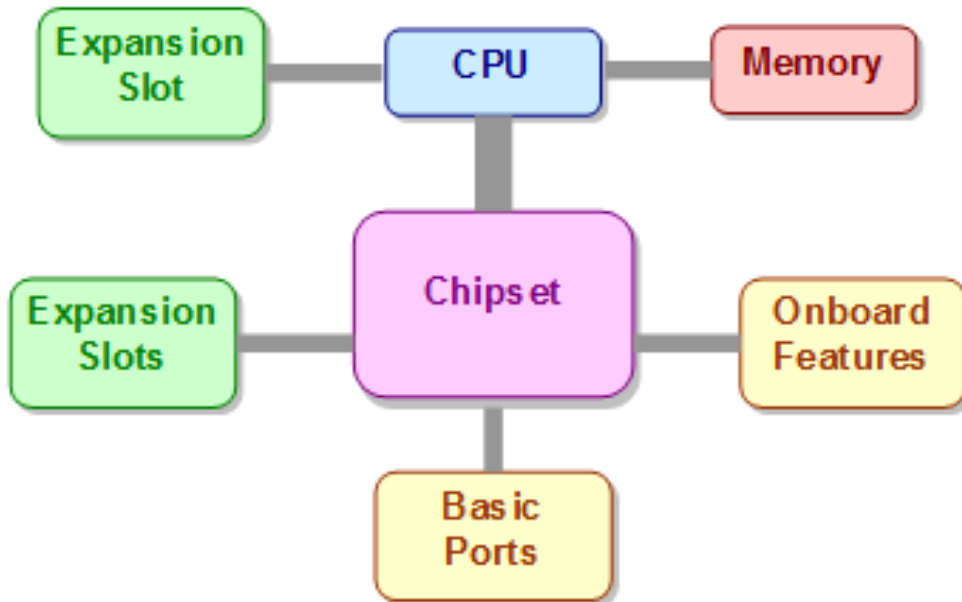 Expansion
Slot
CPU
Memory
Chipset
Expansion
Slots
Onboard
Features
Basic
Ports